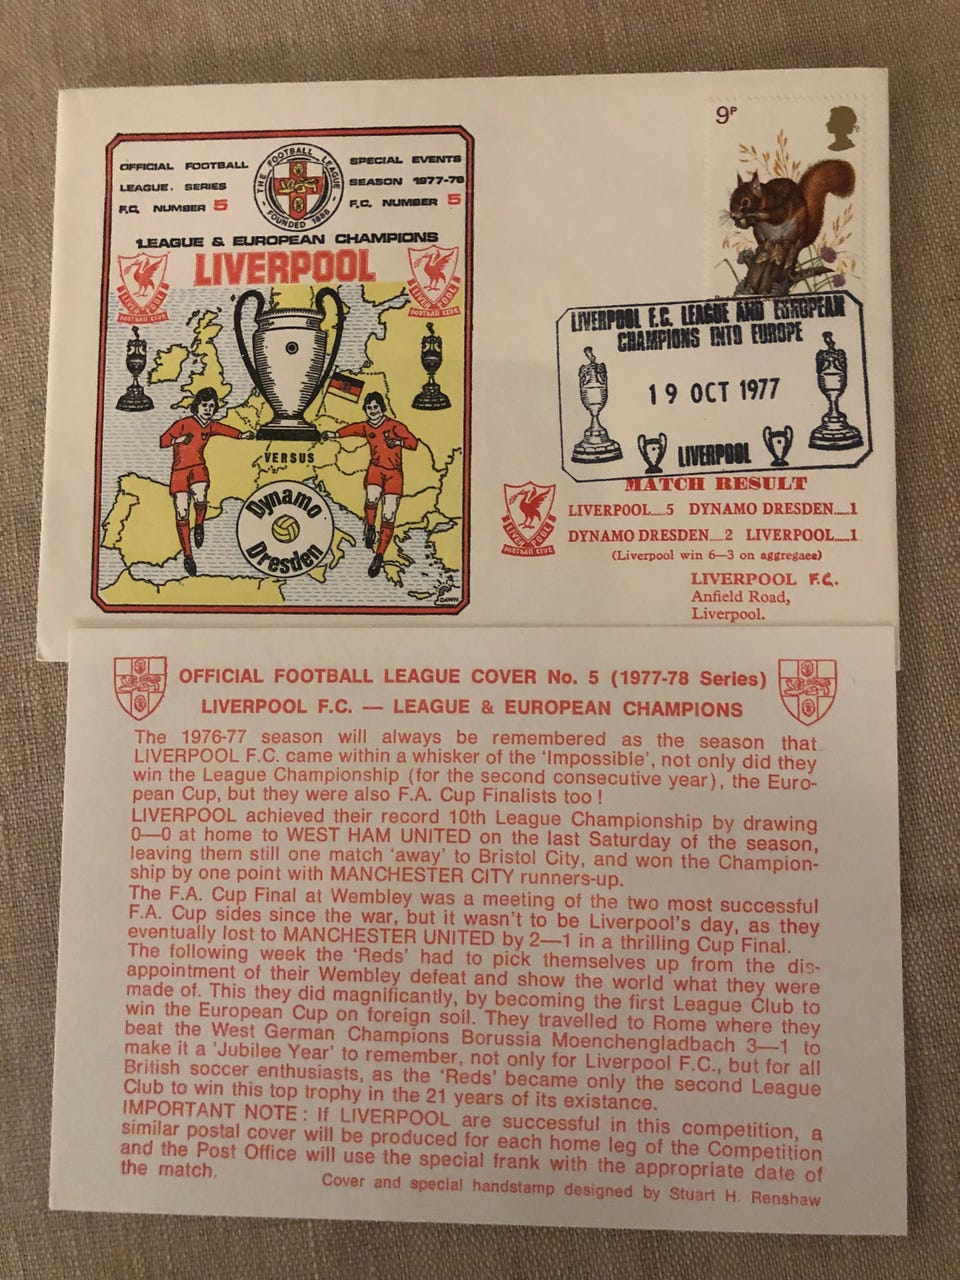 OFFICIAL FOOTBALL
LEAGUE. SERIES
F.C. NUMBER 5
THE FOOTBALL LEAGUE
FOUNDED 1888
SPECIAL EVENTS
SEASON 1977-78
F.C. NUMBER 5
LEAGUE & EUROPEAN CHAMPIONS
LIVERPOOL
LIVERPOOL
FOOTBALL CLUB
LIVERPOOL
FOOTBALL CLUB
VERSUS
Dynamo
Dresden
DAWN
9P
LIVERPOOL F.C. LEAGUE AND EUROPEAN
CHAMPIONS INTO EUROPE
19 OCT 1977
LIVERPOOL
LIVERPOOL
FOOTBALL CLUB
MATCH RESULT
LIVERPOOL.....5 DYNAMO DRESDEN.....1
DYNAMO DRESDEN.....2 LIVERPOOL.....1
(Liverpool win 6—3 on aggregaes)
LIVERPOOL F.C.
Anfield Road,
Liverpool.
OFFICIAL FOOTBALL LEAGUE COVER No. 5 (1977-78 Series)
LIVERPOOL F.C. — LEAGUE & EUROPEAN CHAMPIONS
The 1976-77 season will always be remembered as the season that
LIVERPOOL F.C. came within a whisker of the 'Impossible', not only did they
win the League Championship (for the second consecutive year), the Euro-
pean Cup, but they were also F.A. Cup Finalists too !
LIVERPOOL achieved their record 10th League Championship by drawing
0—0 at home to WEST HAM UNITED on the last Saturday of the season,
leaving them still one match 'away' to Bristol City, and won the Champion-
ship by one point with MANCHESTER CITY runners-up.
The F.A. Cup Final at Wembley was a meeting of the two most successful
F.A. Cup sides since the war, but it wasn't to be Liverpool's day, as they
eventually lost to MANCHESTER UNITED by 2—1 in a thrilling Cup Final.
The following week the 'Reds' had to pick themselves up from the dis-
appointment of their Wembley defeat and show the world what they were
made of. This they did magnificantly, by becoming the first League Club to
win the European Cup on foreign soil. They travelled to Rome where they
beat the West German Champions Borussia Moenchengladbach 3—1 to
make it a 'Jubilee Year' to remember, not only for Liverpool F.C., but for all
British soccer enthusiasts, as the 'Reds' became only the second League
Club to win this top trophy in the 21 years of its existance.
IMPORTANT NOTE : If LIVERPOOL are successful in this competition, a
similar postal cover will be produced for each home leg of the Competition
and the Post Office will use the special frank with the appropriate date of
the match.
Cover and special handstamp designed by Stuart H. Renshaw